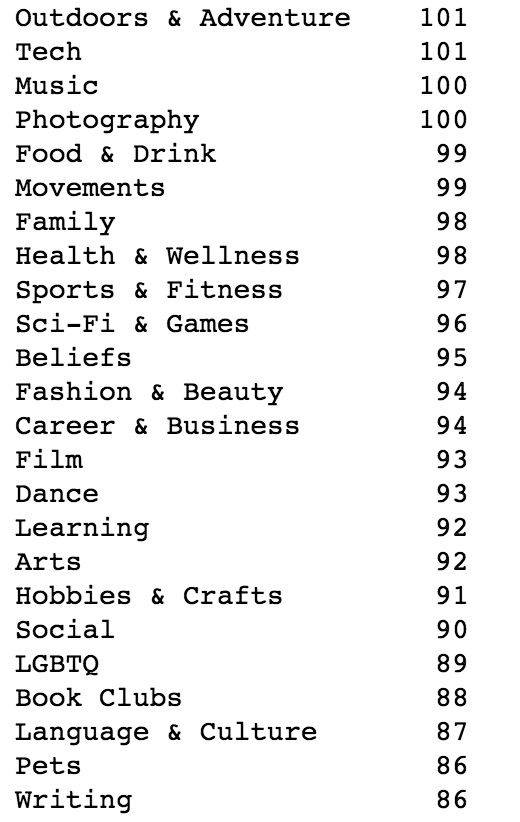 Outdoors & Adventure 101
Tech 101
Music 100
Photography 100
Food & Drink 99
Movements 99
Family 98
Health & Wellness 98
Sports & Fitness 97
Sci-Fi & Games 96
Beliefs 95
Fashion & Beauty 94
Career & Business 94
Film 93
Dance 93
Learning 92
Arts 92
Hobbies & Crafts 91
Social 90
LGBTQ 89
Book Clubs 88
Language & Culture 87
Pets 86
Writing 86